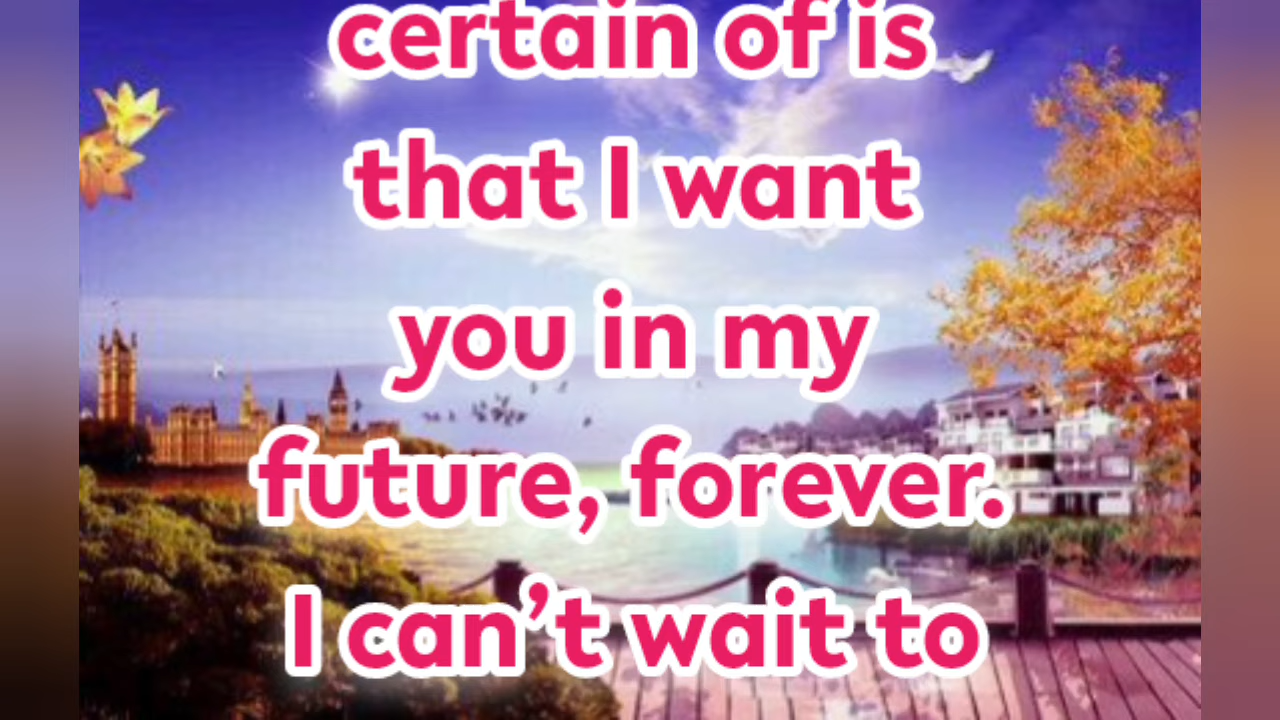 certain of is
that I want
you in my
future, forever.
I can’t wait to